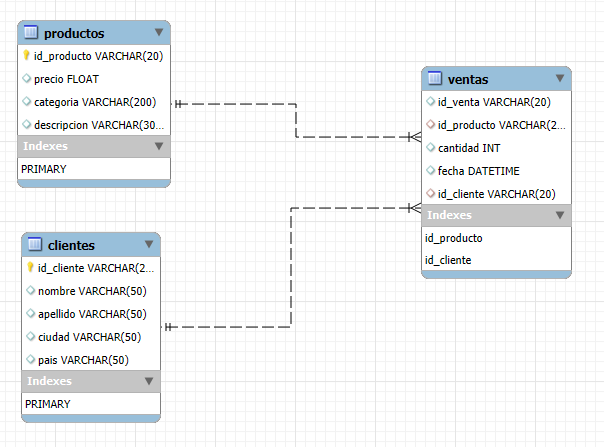 productos
id_producto VARCHAR(20)
precio FLOAT
categoria VARCHAR(200)
descripcion VARCHAR(30...
Indexes
PRIMARY
ventas
id_venta VARCHAR(20)
id_producto VARCHAR(2...
cantidad INT
fecha DATETIME
id_cliente VARCHAR(20)
Indexes
id_producto
id_cliente
clientes
id_cliente VARCHAR(2...
nombre VARCHAR(50)
apellido VARCHAR(50)
ciudad VARCHAR(50)
pais VARCHAR(50)
Indexes
PRIMARY